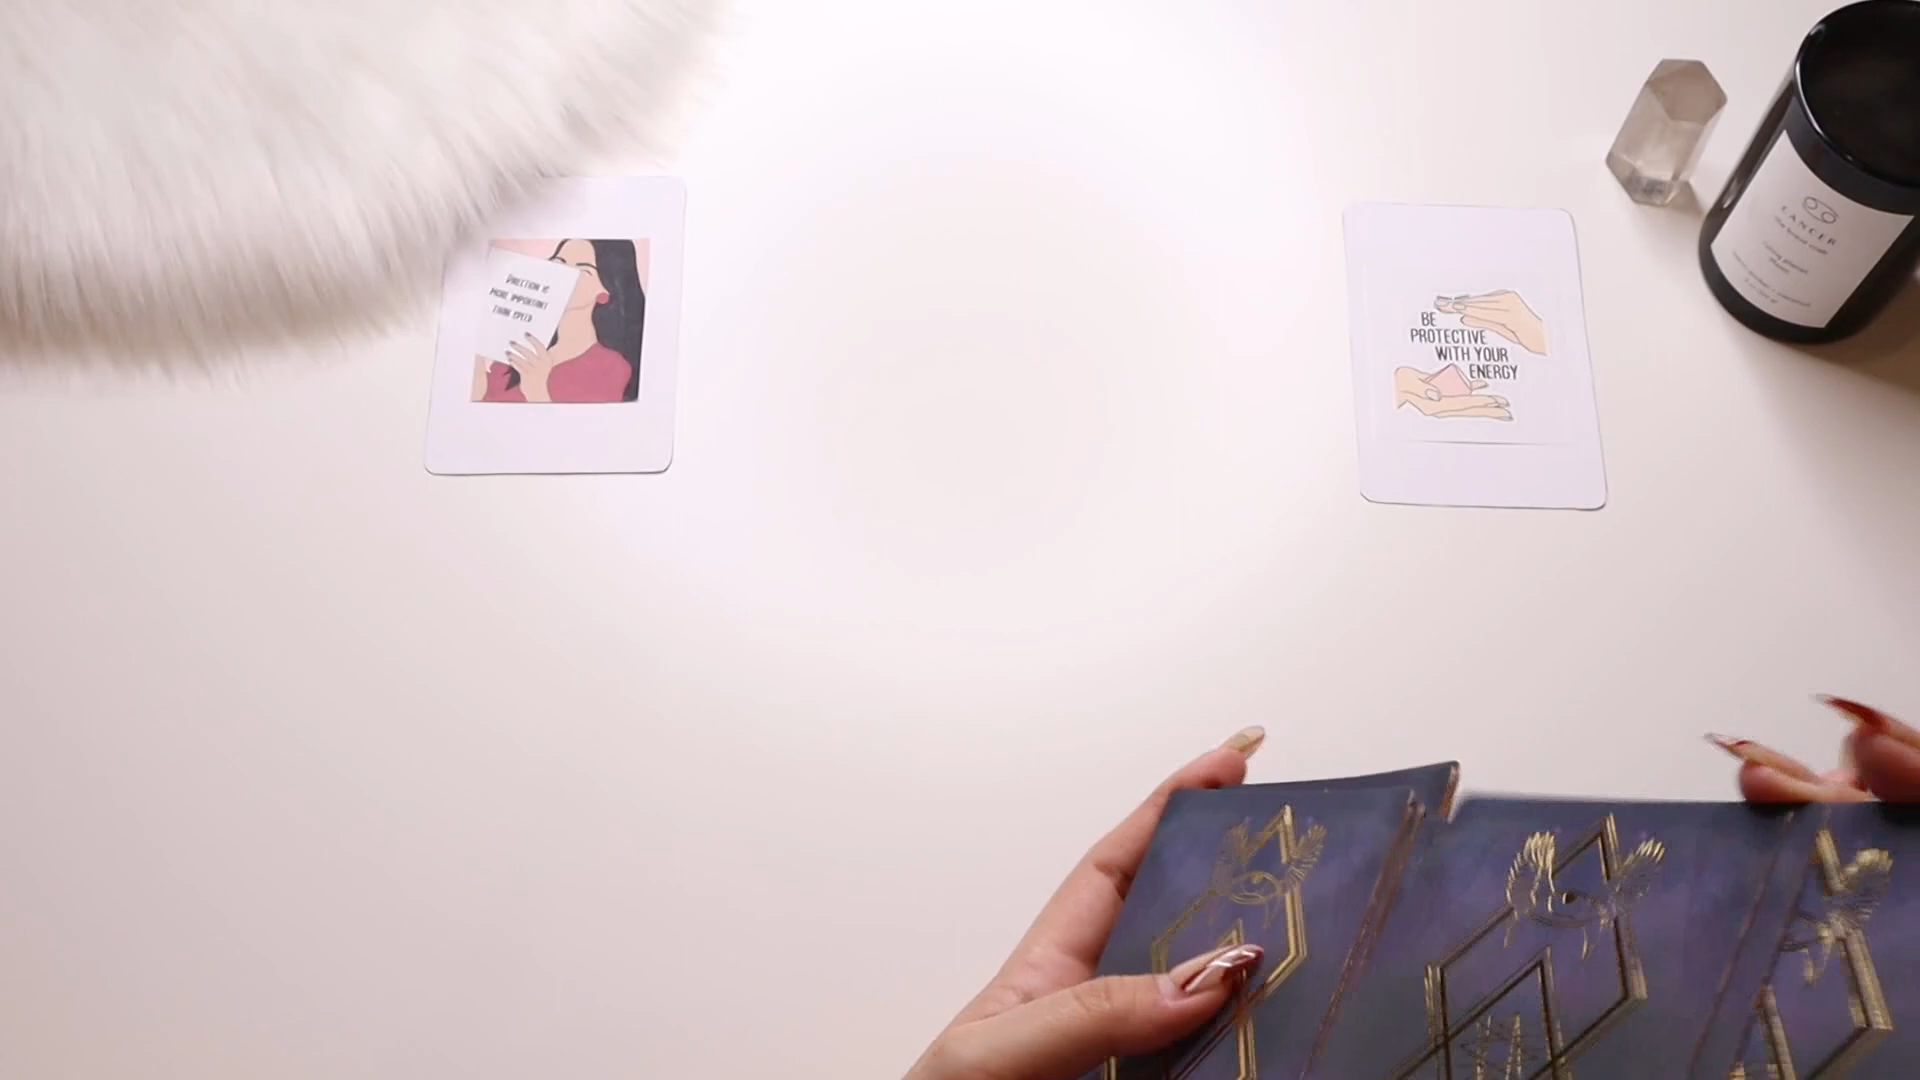 DIRECTION IS
MORE IMPORTANT
THAN SPEED
BE
PROTECTIVE
WITH YOUR
ENERGY
CANCER